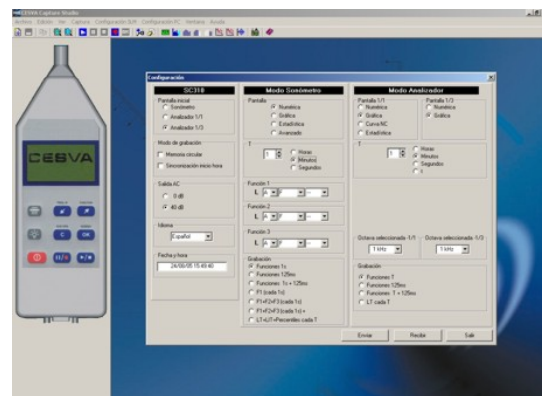 CESVA Capture Studio
Archivo Edición Ver Captura Configuración SLM Configuración PC Ventana Ayuda
CESVA
Configuración
SC310
Pantalla inicial
Sonómetro
Analizador 1/1
Analizador 1/3
Modo de grabación
Memoria circular
Sincronización inicio hora
Salida AC
0 dB
40 dB
Idioma
Español
Fecha y hora
24/08/05 15:49:40
Modo Sonómetro
Pantalla
Numérica
Gráfica
Estadística
Avanzado
T
1
Horas
Minutos
Segundos
Función 1
L A F --
Función 2
L A F --
Función 3
L A F --
Grabación
Funciones 1s
Funciones 125ms
Funciones 1s + 125ms
F1 (cada 1s)
F1+F2+F3 (cada 1s)
F1+F2+F3 (cada 1s) +
LT+LIT+Percentiles cada T
Modo Analizador
Pantalla 1/1
Numérica
Gráfica
Curva NC
Estadística
Pantalla 1/3
Numérica
Gráfica
T
1
Horas
Minutos
Segundos
Octava seleccionada -1/1
1 kHz
Octava seleccionada -1/3
1 kHz
Grabación
Funciones T
Funciones 125ms
Funciones T + 125ms
LT cada T
Enviar Recibir Salir